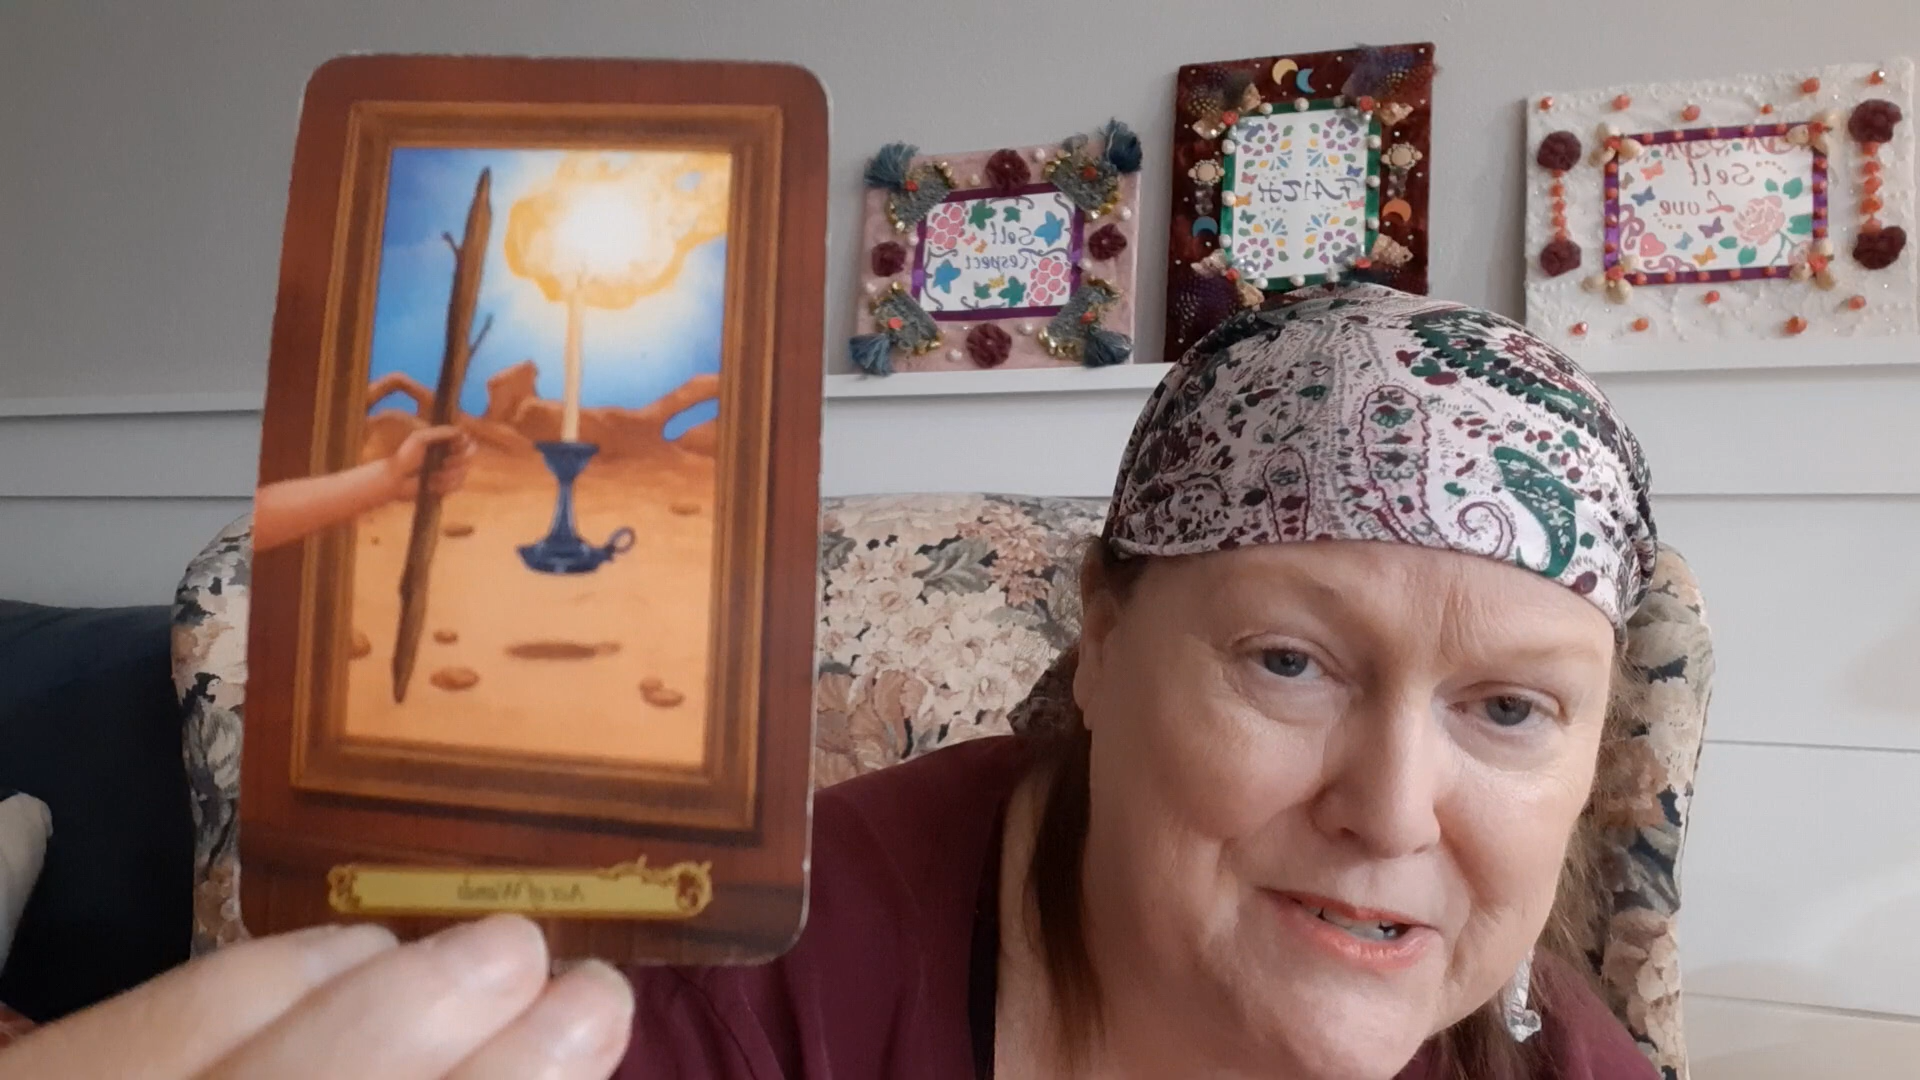 Self
Respect
FAITH
Self
Love
Ace of Wands